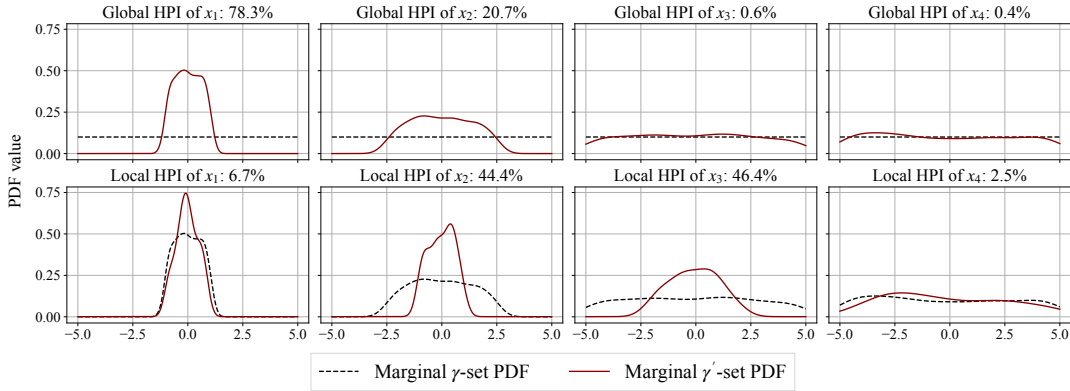 Global HPI of x₁: 78.3%
Global HPI of x₂: 20.7%
Global HPI of x₃: 0.6%
Global HPI of x₄: 0.4%
0.75
0.50
0.25
0.00
PDF value
Local HPI of x₁: 6.7%
Local HPI of x₂: 44.4%
Local HPI of x₃: 46.4%
Local HPI of x₄: 2.5%
0.75
0.50
0.25
0.00
−5.0 −2.5 0.0 2.5 5.0
−5.0 −2.5 0.0 2.5 5.0
−5.0 −2.5 0.0 2.5 5.0
−5.0 −2.5 0.0 2.5 5.0
Marginal γ-set PDF
Marginal γ′-set PDF